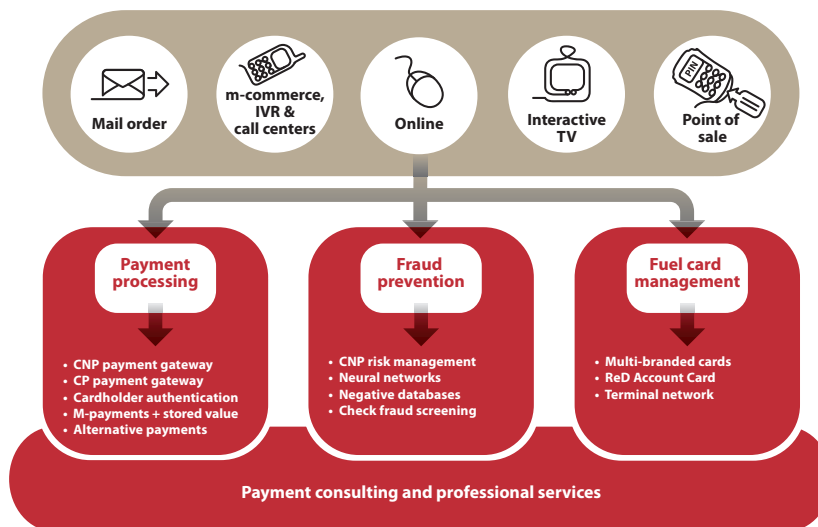 Mail order
m-commerce,
IVR &
call centers
Online
Interactive
TV
PIN
Point of
sale
Payment
processing
• CNP payment gateway
• CP payment gateway
• Cardholder authentication
• M-payments + stored value
• Alternative payments
Fraud
prevention
• CNP risk management
• Neural networks
• Negative databases
• Check fraud screening
Fuel card
management
• Multi-branded cards
• ReD Account Card
• Terminal network
Payment consulting and professional services